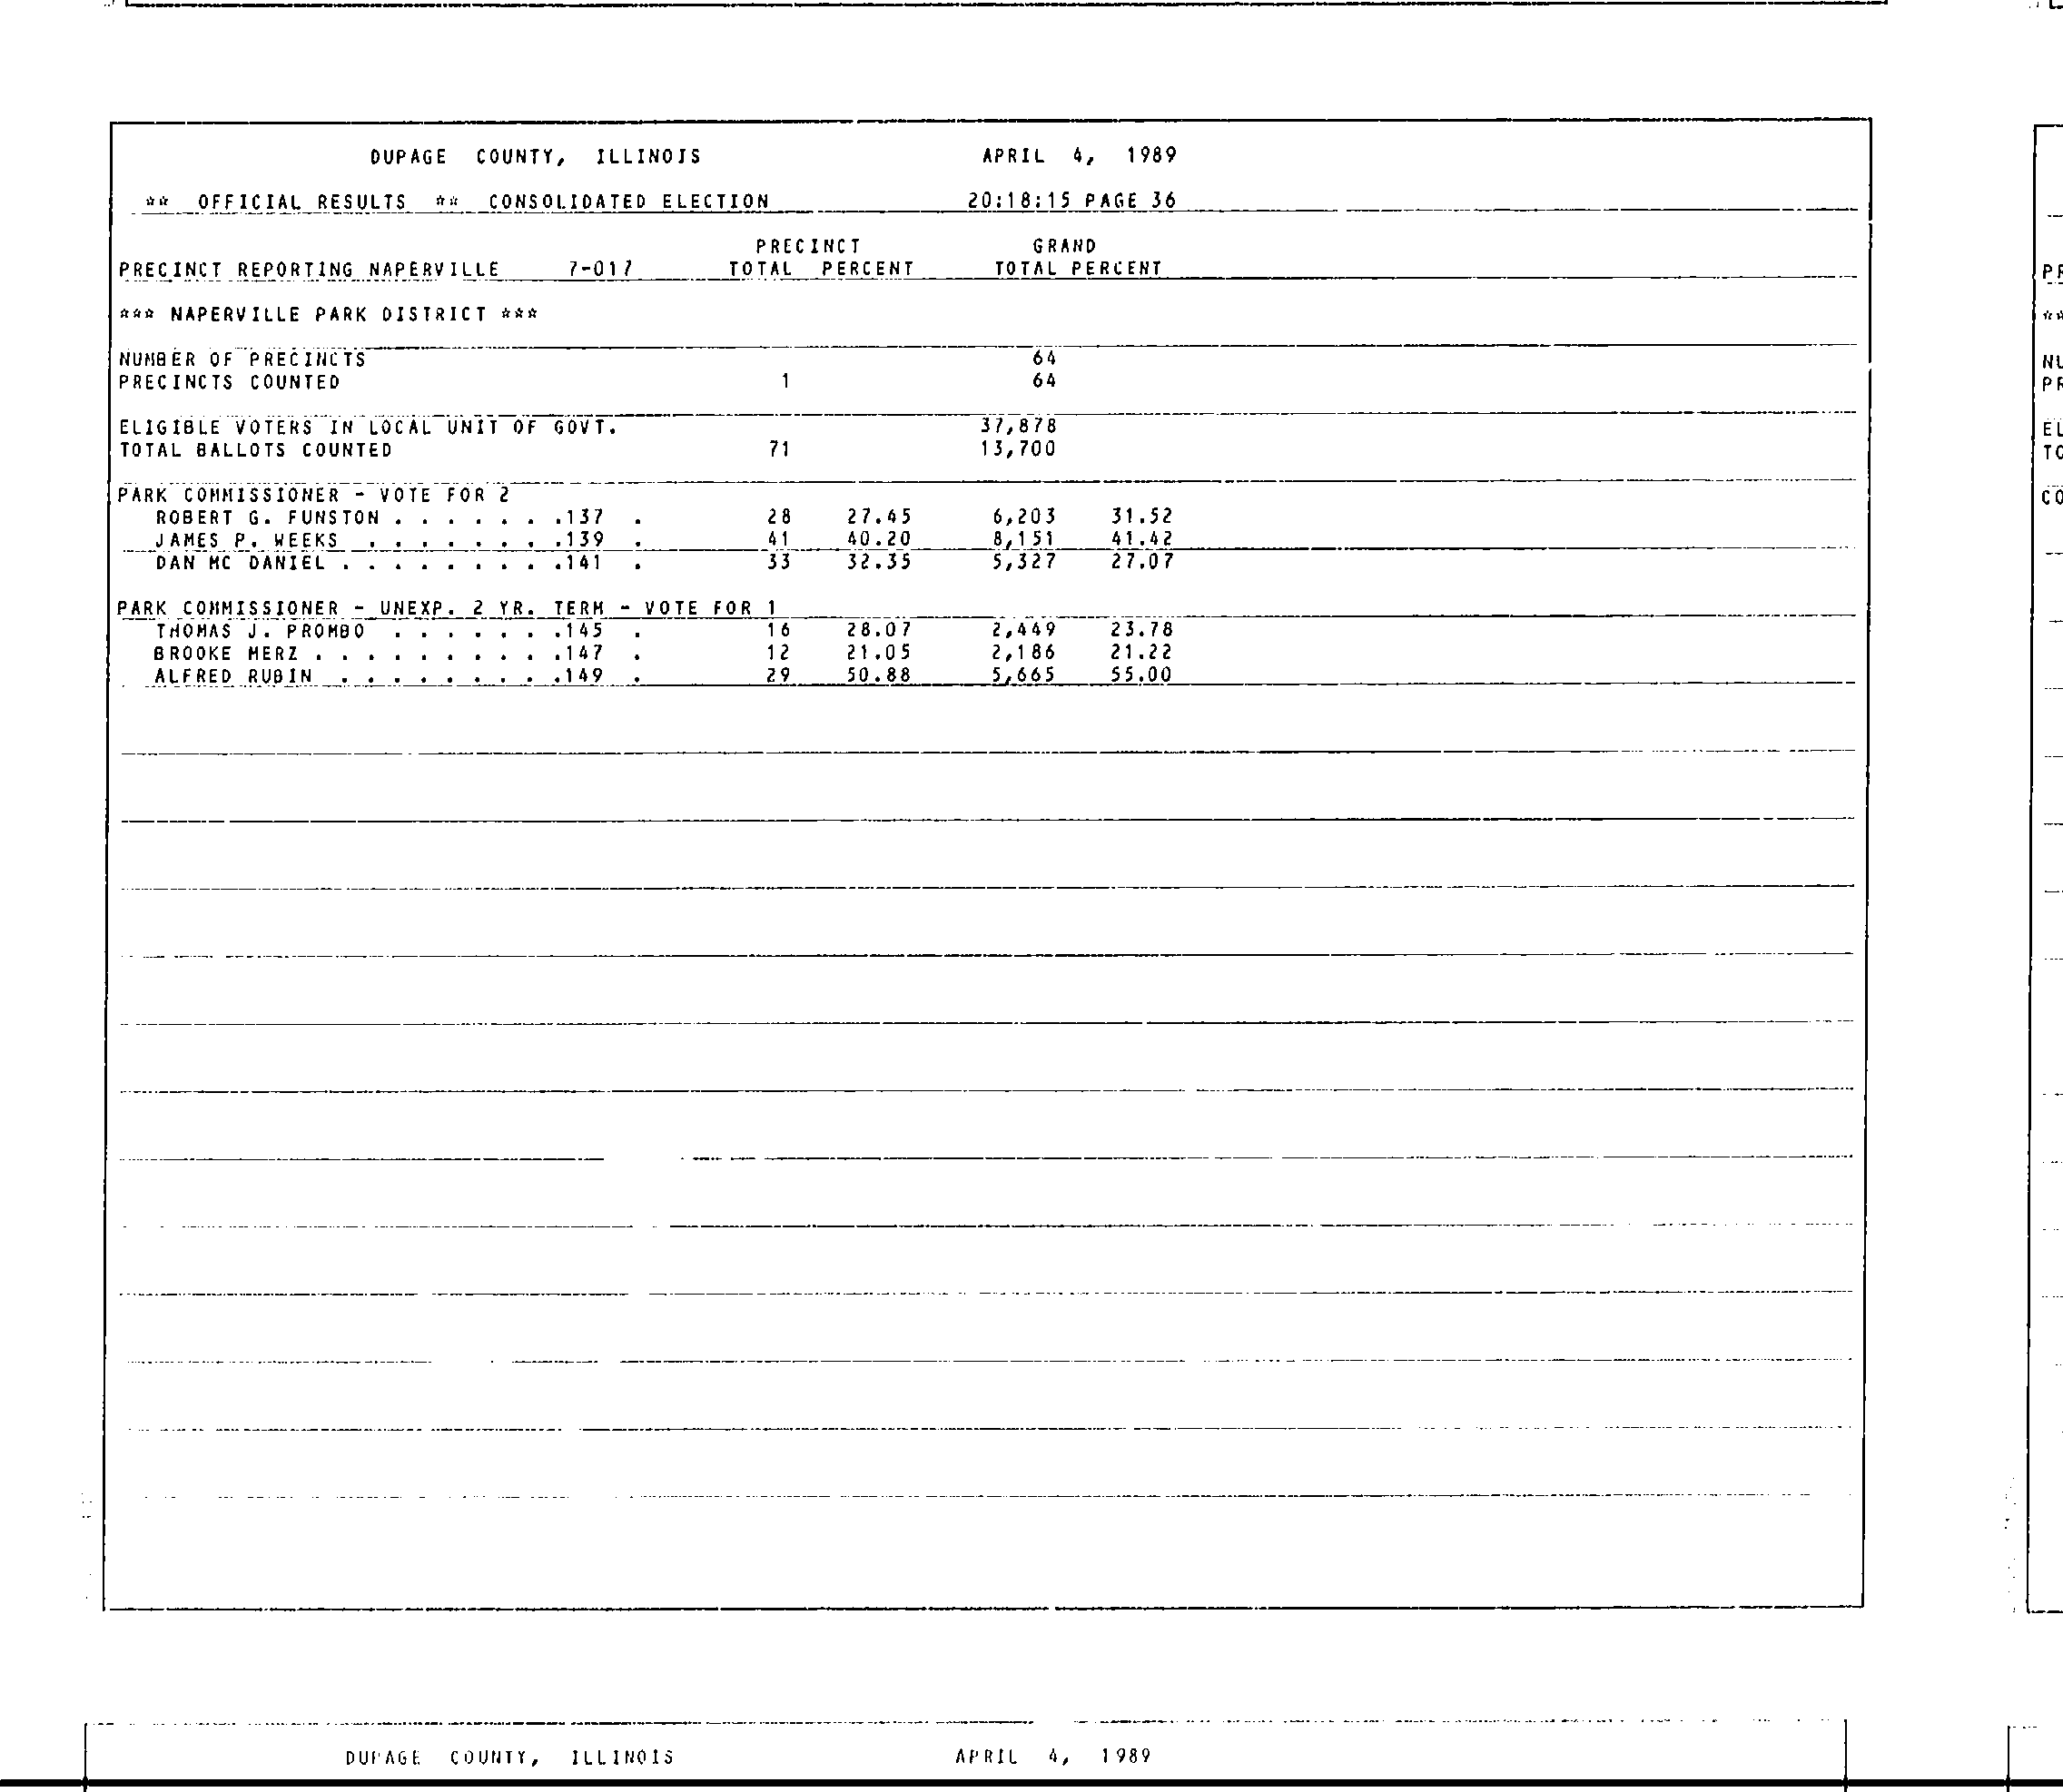 DUPAGE COUNTY, ILLINOIS APRIL 4, 1989
** OFFICIAL RESULTS ** CONSOLIDATED ELECTION 20:18:15 PAGE 36
PRECINCT GRAND
PRECINCT REPORTING NAPERVILLE 7-017 TOTAL PERCENT TOTAL PERCENT
*** NAPERVILLE PARK DISTRICT ***
NUMBER OF PRECINCTS 64
PRECINCTS COUNTED 1 64
ELIGIBLE VOTERS IN LOCAL UNIT OF GOVT. 37,878
TOTAL BALLOTS COUNTED 71 13,700
PARK COMMISSIONER - VOTE FOR 2
ROBERT G. FUNSTON . . . . . . .137 . 28 27.45 6,203 31.52
JAMES P. WEEKS . . . . . . . .139 . 41 40.20 8,151 41.42
DAN MC DANIEL . . . . . . . . .141 . 33 32.35 5,327 27.07
PARK COMMISSIONER - UNEXP. 2 YR. TERM - VOTE FOR 1
THOMAS J. PROMBO . . . . . . .145 . 16 28.07 2,449 23.78
BROOKE MERZ . . . . . . . . . .147 . 12 21.05 2,186 21.22
ALFRED RUBIN . . . . . . . . .149 . 29 50.88 5,665 55.00
DUPAGE COUNTY, ILLINOIS APRIL 4, 1989
PR
**
NU
PR
EL
TO
CO